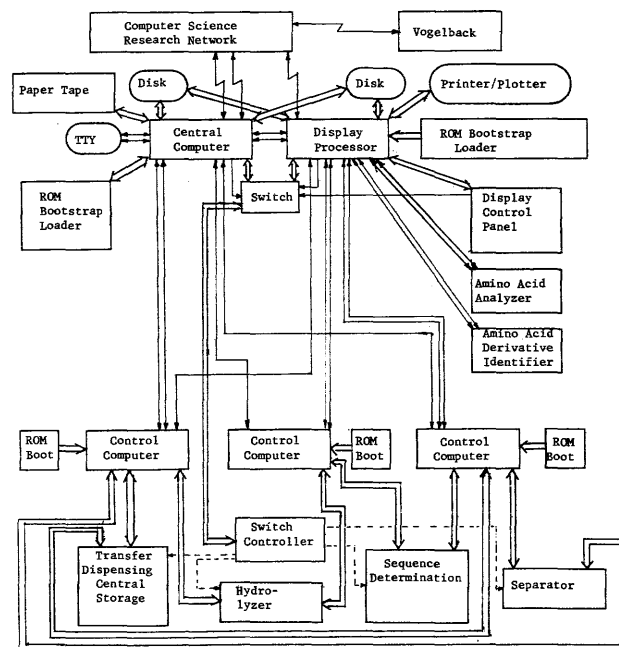 Computer Science
Research Network
Vogelback
Disk
Disk
Printer/Plotter
Paper Tape
TTY
Central
Computer
Display
Processor
ROM Bootstrap
Loader
ROM
Bootstrap
Loader
Switch
Display
Control
Panel
Amino Acid
Analyzer
Amino Acid
Derivative
Identifier
ROM
Boot
Control
Computer
Control
Computer
ROM
Boot
Control
Computer
ROM
Boot
Switch
Controller
Transfer
Dispensing
Central
Storage
Hydro-
lyzer
Sequence
Determination
Separator